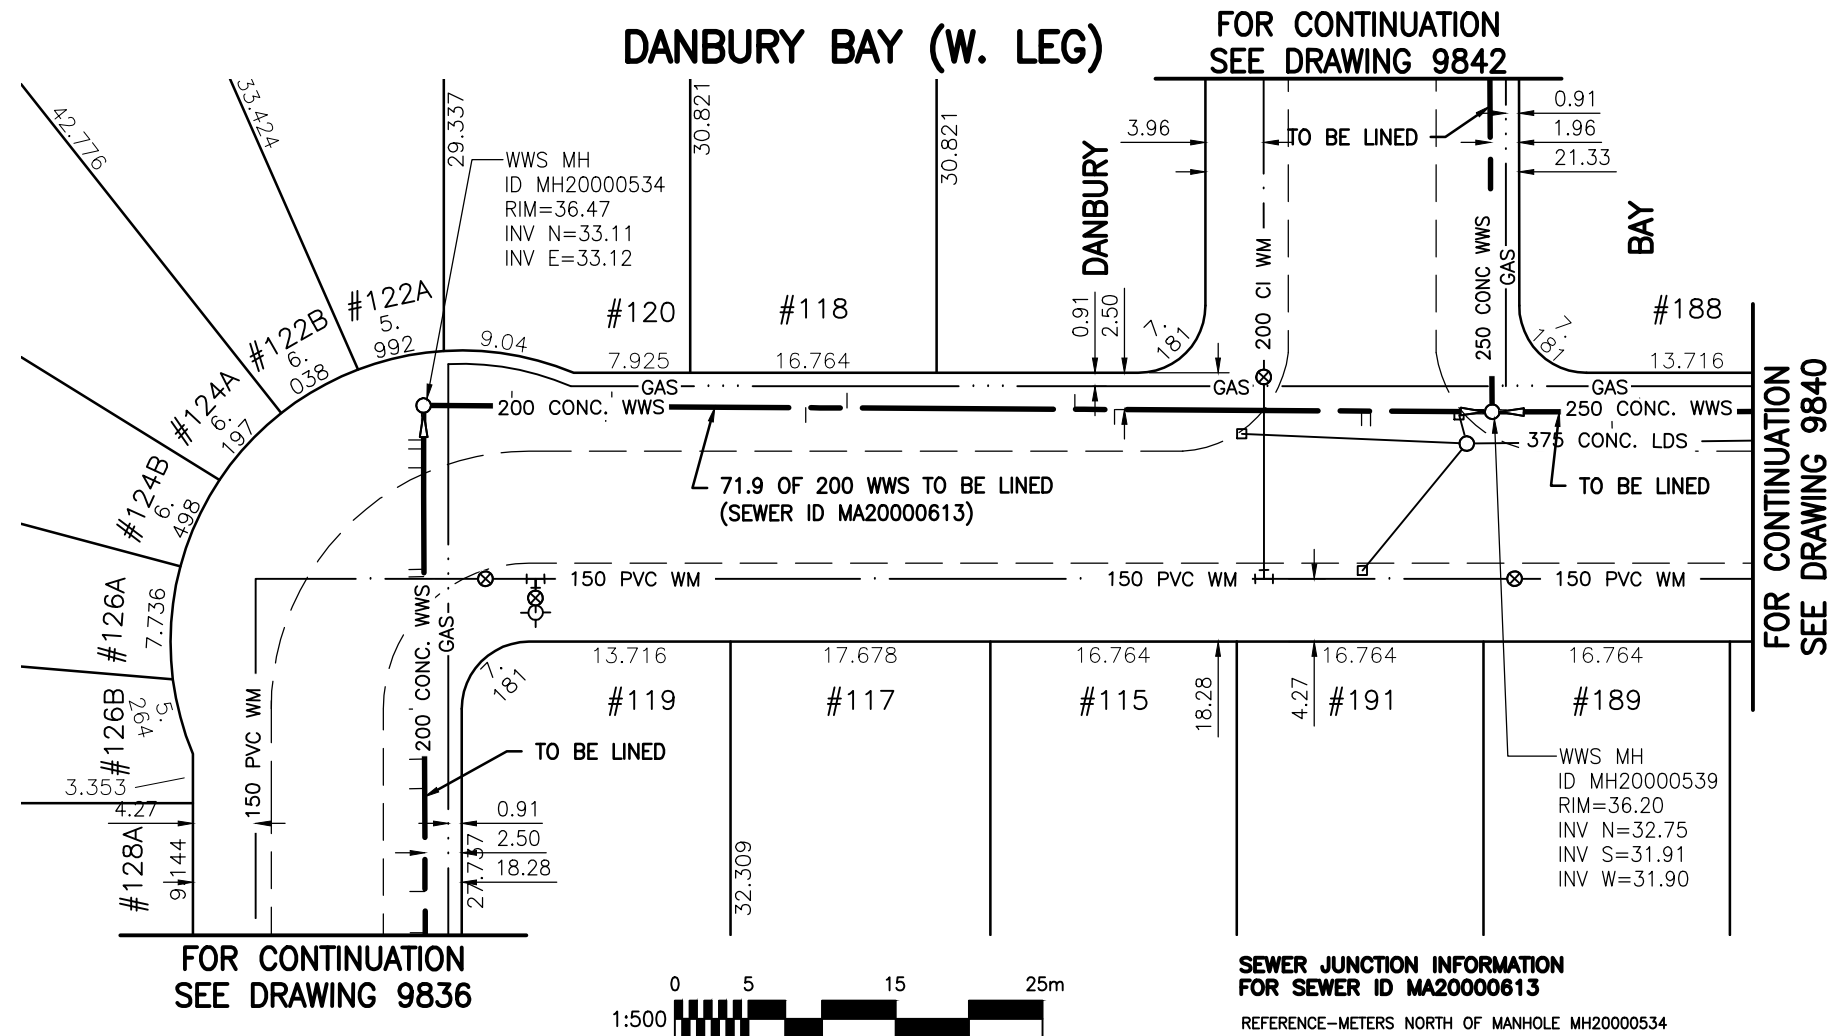 DANBURY BAY (W. LEG)
FOR CONTINUATION
SEE DRAWING 9842
42.776
33.424
29.337
30.821
30.821
WWS MH
ID MH20000534
RIM=36.47
INV N=33.11
INV E=33.12
DANBURY
3.96
TO BE LINED
0.91
1.96
21.33
BAY
200 CI WM
250 CONC WWS
GAS
0.91
2.50
7.
181
7.
181
#122A
5.
992
#122B
6.
038
#124A
6.
197
#124B
6.
498
#126A
7.736
#126B
5.
264
#128A
9.144
9.04
#120
7.925
#118
16.764
#188
13.716
GAS
GAS
GAS
200 CONC. WWS
250 CONC. WWS
375 CONC. LDS
71.9 OF 200 WWS TO BE LINED
(SEWER ID MA20000613)
TO BE LINED
FOR CONTINUATION
SEE DRAWING 9840
150 PVC WM
150 PVC WM
150 PVC WM
200 CONC. WWS
GAS
150 PVC WM
7.
181
13.716
17.678
16.764
16.764
16.764
#119
#117
#115
#191
#189
18.28
4.27
TO BE LINED
3.353
4.27
0.91
2.50
18.28
27.737
32.309
WWS MH
ID MH20000539
RIM=36.20
INV N=32.75
INV S=31.91
INV W=31.90
FOR CONTINUATION
SEE DRAWING 9836
0 5 15 25m
1:500
SEWER JUNCTION INFORMATION
FOR SEWER ID MA20000613
REFERENCE-METERS NORTH OF MANHOLE MH20000534